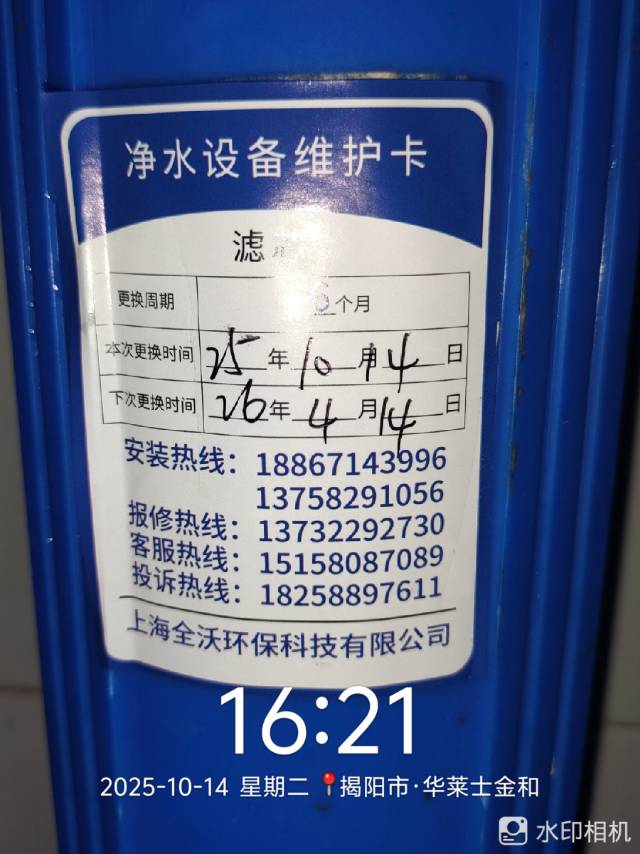 净水设备维护卡
滤
更换周期 6个月
本次更换时间 25年10月14日
下次更换时间 26年4月14日
安装热线：18867143996
13758291056
报修热线：13732292730
客服热线：15158087089
投诉热线：18258897611
上海全沃环保科技有限公司
16:21
2025-10-14 星期二 揭阳市·华莱士金和
水印相机